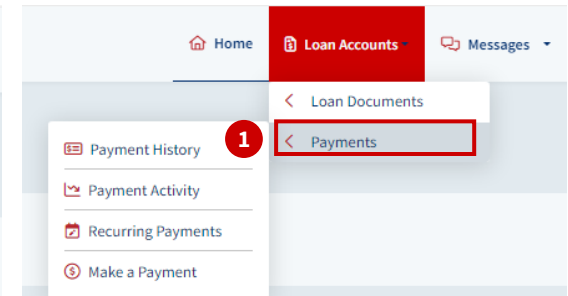 Home
Loan Accounts
Messages
Loan Documents
Payments
1
Payment History
Payment Activity
Recurring Payments
Make a Payment